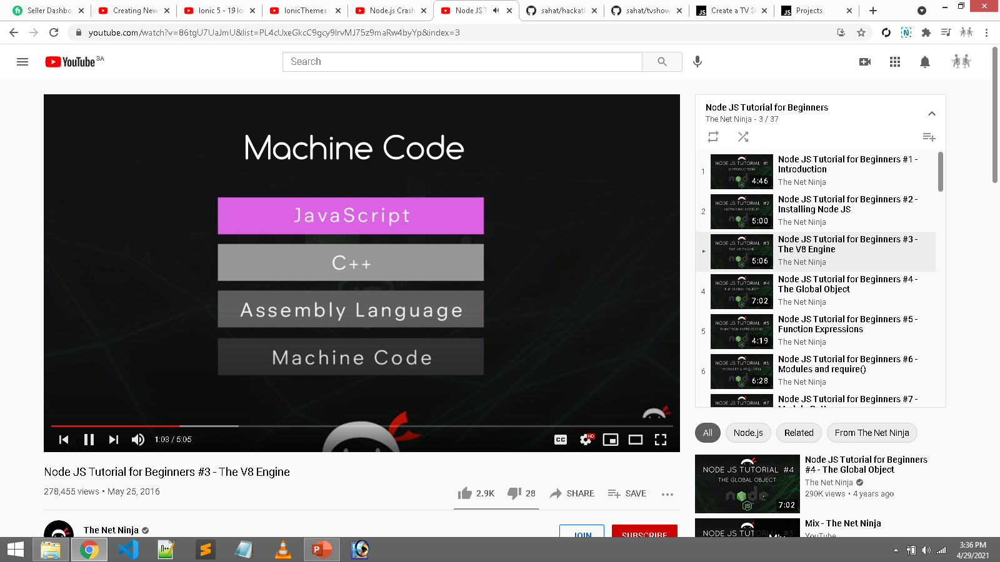 Seller Dashbo
Creating New
Ionic 5 - 19 Io
IonicThemes
Node.js Crash
Node JS T
sahat/hackath
sahat/tvshow
Create a TV S
Projects
youtube.com/watch?v=86tgU7UaJmU&list=PL4cUxeGkcC9gcy9lrvMJ75z9maRw4byYp&index=3
YouTube SA
Search
Machine Code
JavaScript
C++
Assembly Language
Machine Code
1:03 / 5:05
CC
HD
Node JS Tutorial for Beginners #3 - The V8 Engine
278,455 views • May 25, 2016
2.9K
28
SHARE
SAVE
The Net Ninja
JOIN
SUBSCRIBE
Node JS Tutorial for Beginners
The Net Ninja - 3 / 37
1
NODE JS TUTORIAL #1
INTRODUCTION
4:46
Node JS Tutorial for Beginners #1 -
Introduction
The Net Ninja
2
NODE JS TUTORIAL #2
INSTALLING NODEJS
5:00
Node JS Tutorial for Beginners #2 -
Installing Node JS
The Net Ninja
NODE JS TUTORIAL #3
THE V8 ENGINE
5:06
Node JS Tutorial for Beginners #3 -
The V8 Engine
The Net Ninja
4
NODE JS TUTORIAL #4
THE GLOBAL OBJECT
7:02
Node JS Tutorial for Beginners #4 -
The Global Object
The Net Ninja
5
NODE JS TUTORIAL #5
FUNCTION EXPRESSIONS
4:19
Node JS Tutorial for Beginners #5 -
Function Expressions
The Net Ninja
6
NODE JS TUTORIAL #6
MODULES & REQUIRE()
6:28
Node JS Tutorial for Beginners #6 -
Modules and require()
The Net Ninja
NODE JS TUTORIAL #7
Node JS Tutorial for Beginners #7 -
All
Node.js
Related
From The Net Ninja
NODE JS TUTORIAL #4
THE GLOBAL OBJECT
node
JS
7:02
Node JS Tutorial for Beginners
#4 - The Global Object
The Net Ninja
290K views • 4 years ago
NODE JS TUTORIAL #3
Mix - The Net Ninja
YouTube
3:36 PM
4/29/2021